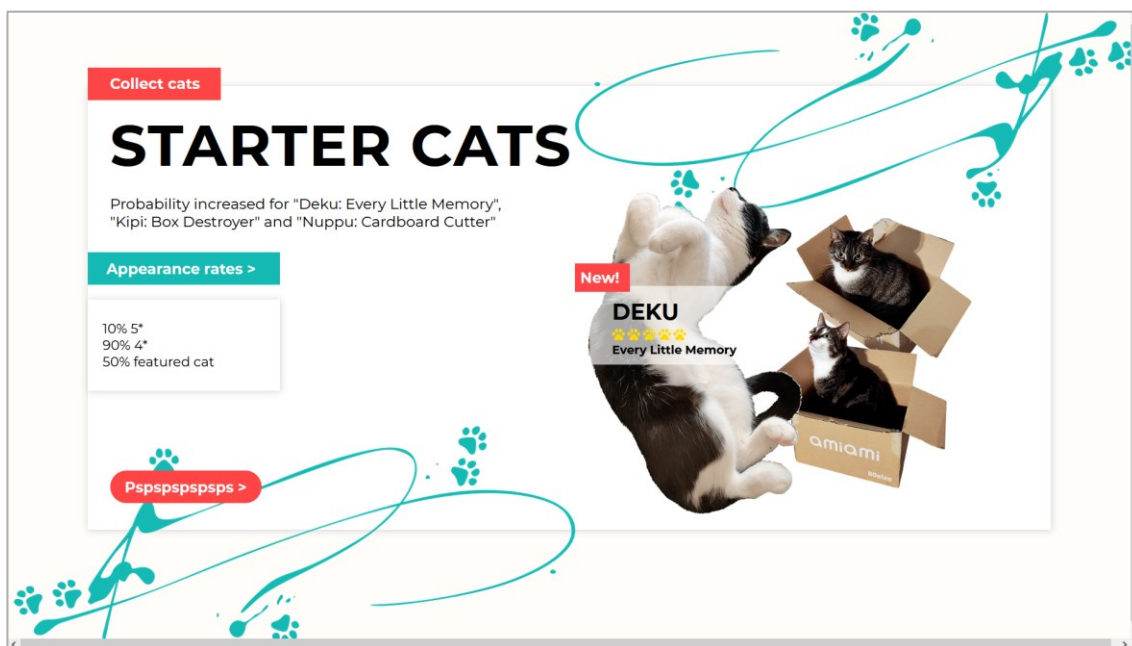 Collect cats
STARTER CATS
Probability increased for "Deku: Every Little Memory",
"Kipi: Box Destroyer" and "Nuppu: Cardboard Cutter"
Appearance rates >
10% 5*
90% 4*
50% featured cat
Pspspspspsps >
New!
DEKU
Every Little Memory
amiami